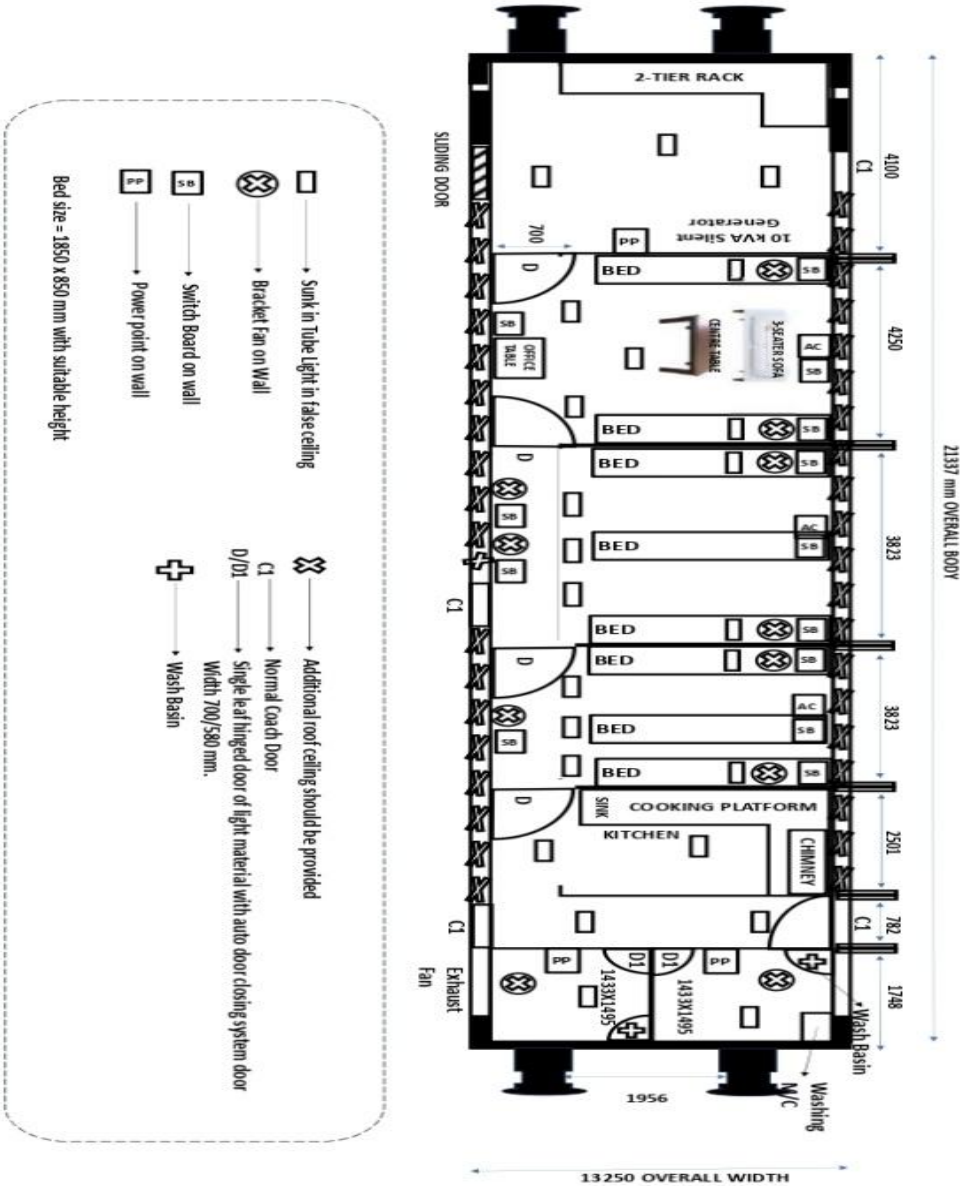 2-TIER RACK
SLIDING DOOR
4100
C1
700
PP
10 kVA Silent
Generator
D
BED
SB
SB
OFFICE
TABLE
CENTRE TABLE
3-SEATER SOFA
AC
SB
4250
BED
SB
D
BED
SB
SB
AC
BED
SB
SB
3823
C1
BED
SB
D
BED
SB
AC
SB
BED
SB
3823
BED
SB
D
SINK
COOKING PLATFORM
KITCHEN
CHIMNEY
2501
C1
C1
782
PP
D1
D1
PP
1433X1495
1433X1495
1748
Exhaust
Fan
Wash Basin
Washing
M/C
1956
13250 OVERALL WIDTH
21337 mm OVERALL BODY
Sunk in Tube light in false ceiling
Bracket Fan on Wall
SB
Switch Board on wall
PP
Power point on wall
Bed size = 1850 x 850 mm with suitable height
Additional roof ceiling should be provided
C1
Normal Coach Door
D/D1
Single leaf hinged door of light material with auto door closing system door
Width 700/580 mm.
Wash Basin